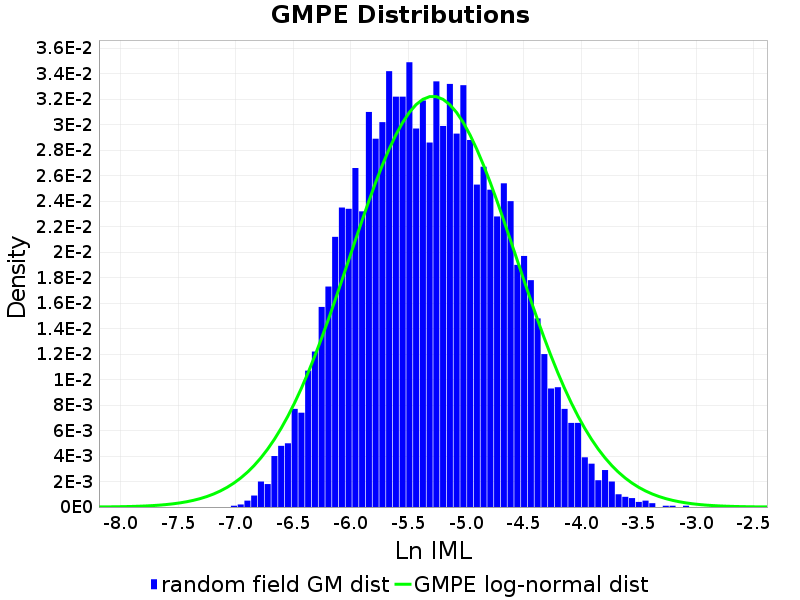 GMPE Distributions
3.6E-2
3.4E-2
3.2E-2
3E-2
2.8E-2
2.6E-2
2.4E-2
2.2E-2
2E-2
1.8E-2
1.6E-2
1.4E-2
1.2E-2
1E-2
8E-3
6E-3
4E-3
2E-3
0E0
Density
-8.0 -7.5 -7.0 -6.5 -6.0 -5.5 -5.0 -4.5 -4.0 -3.5 -3.0 -2.5
Ln IML
random field GM dist GMPE log-normal dist